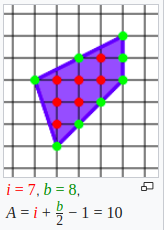 i = 7, b = 8,
A = i + b/2 − 1 = 10